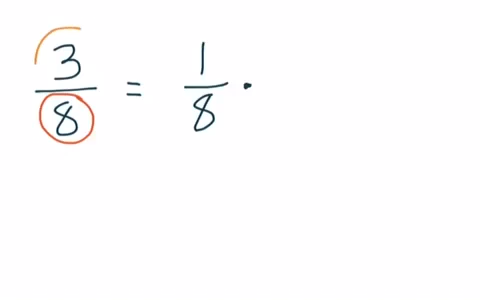 3/8 = 1/8 ·